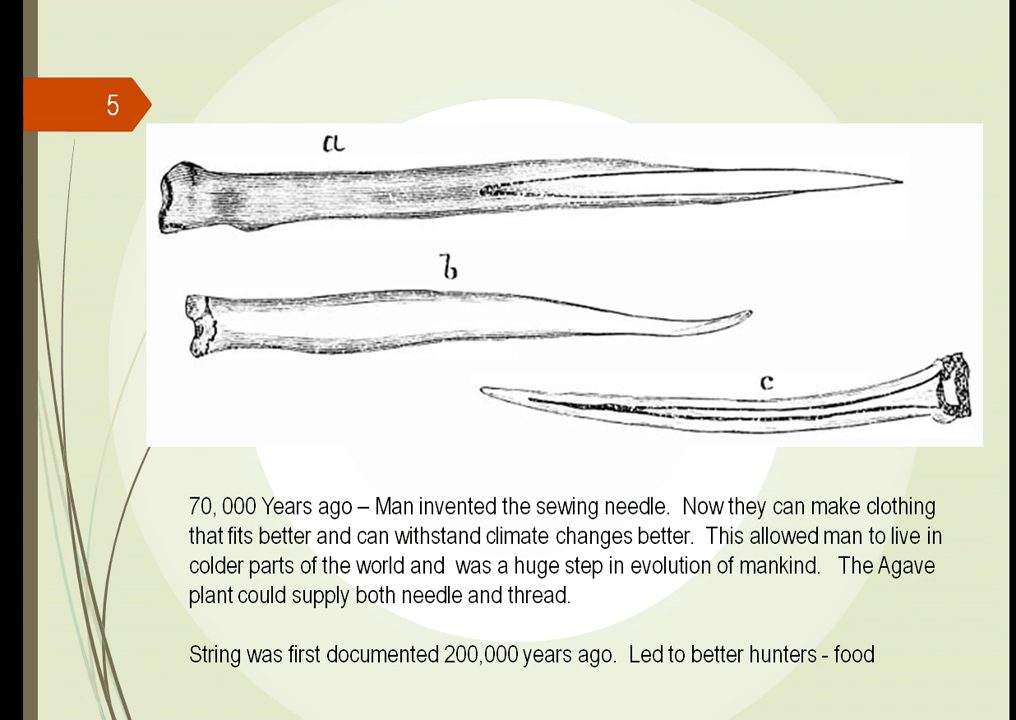 5
a
b
c
70, 000 Years ago – Man invented the sewing needle.  Now they can make clothing
that fits better and can withstand climate changes better.  This allowed man to live in
colder parts of the world and  was a huge step in evolution of mankind.   The Agave
plant could supply both needle and thread.
String was first documented 200,000 years ago.  Led to better hunters - food